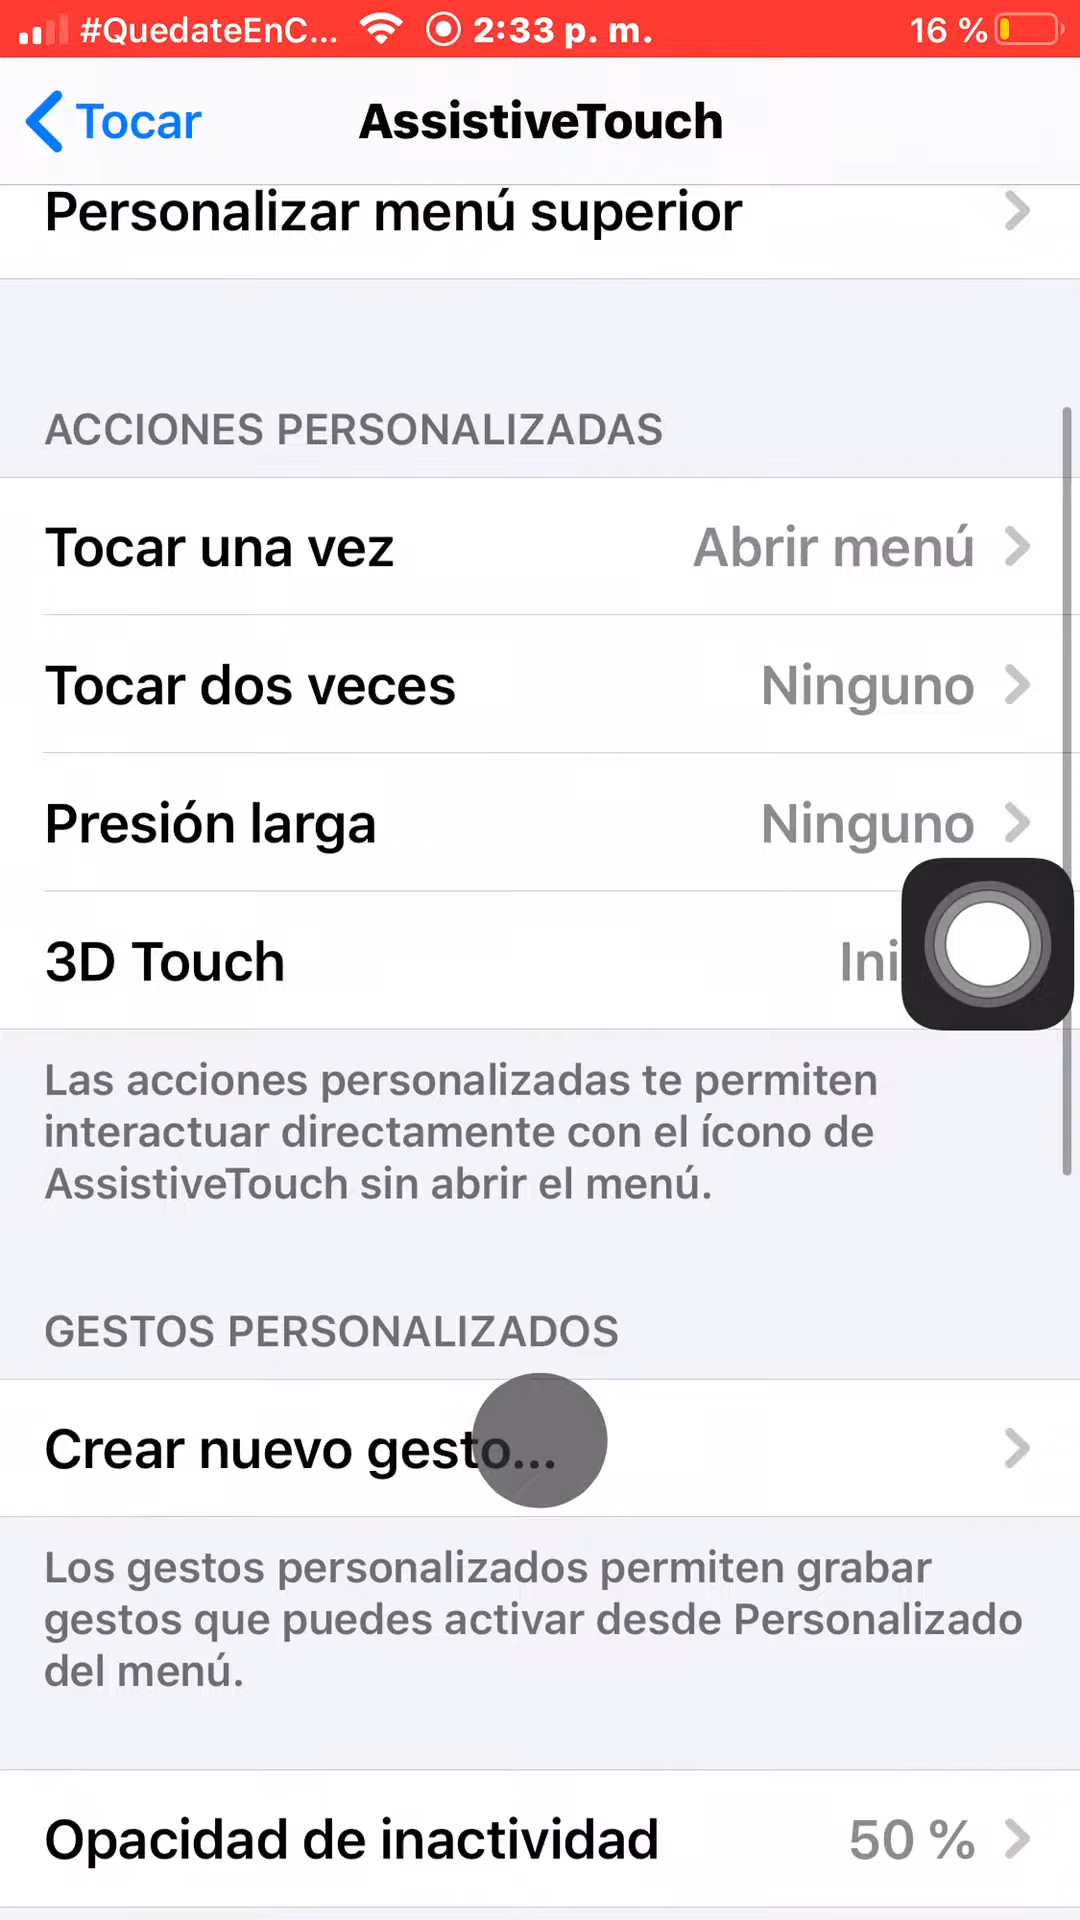 #QuedateEnC... 2:33 p. m. 16 %
Tocar AssistiveTouch
Personalizar menú superior
ACCIONES PERSONALIZADAS
Tocar una vez Abrir menú
Tocar dos veces Ninguno
Presión larga Ninguno
3D Touch Ini
Las acciones personalizadas te permiten
interactuar directamente con el ícono de
AssistiveTouch sin abrir el menú.
GESTOS PERSONALIZADOS
Crear nuevo gesto...
Los gestos personalizados permiten grabar
gestos que puedes activar desde Personalizado
del menú.
Opacidad de inactividad 50 %